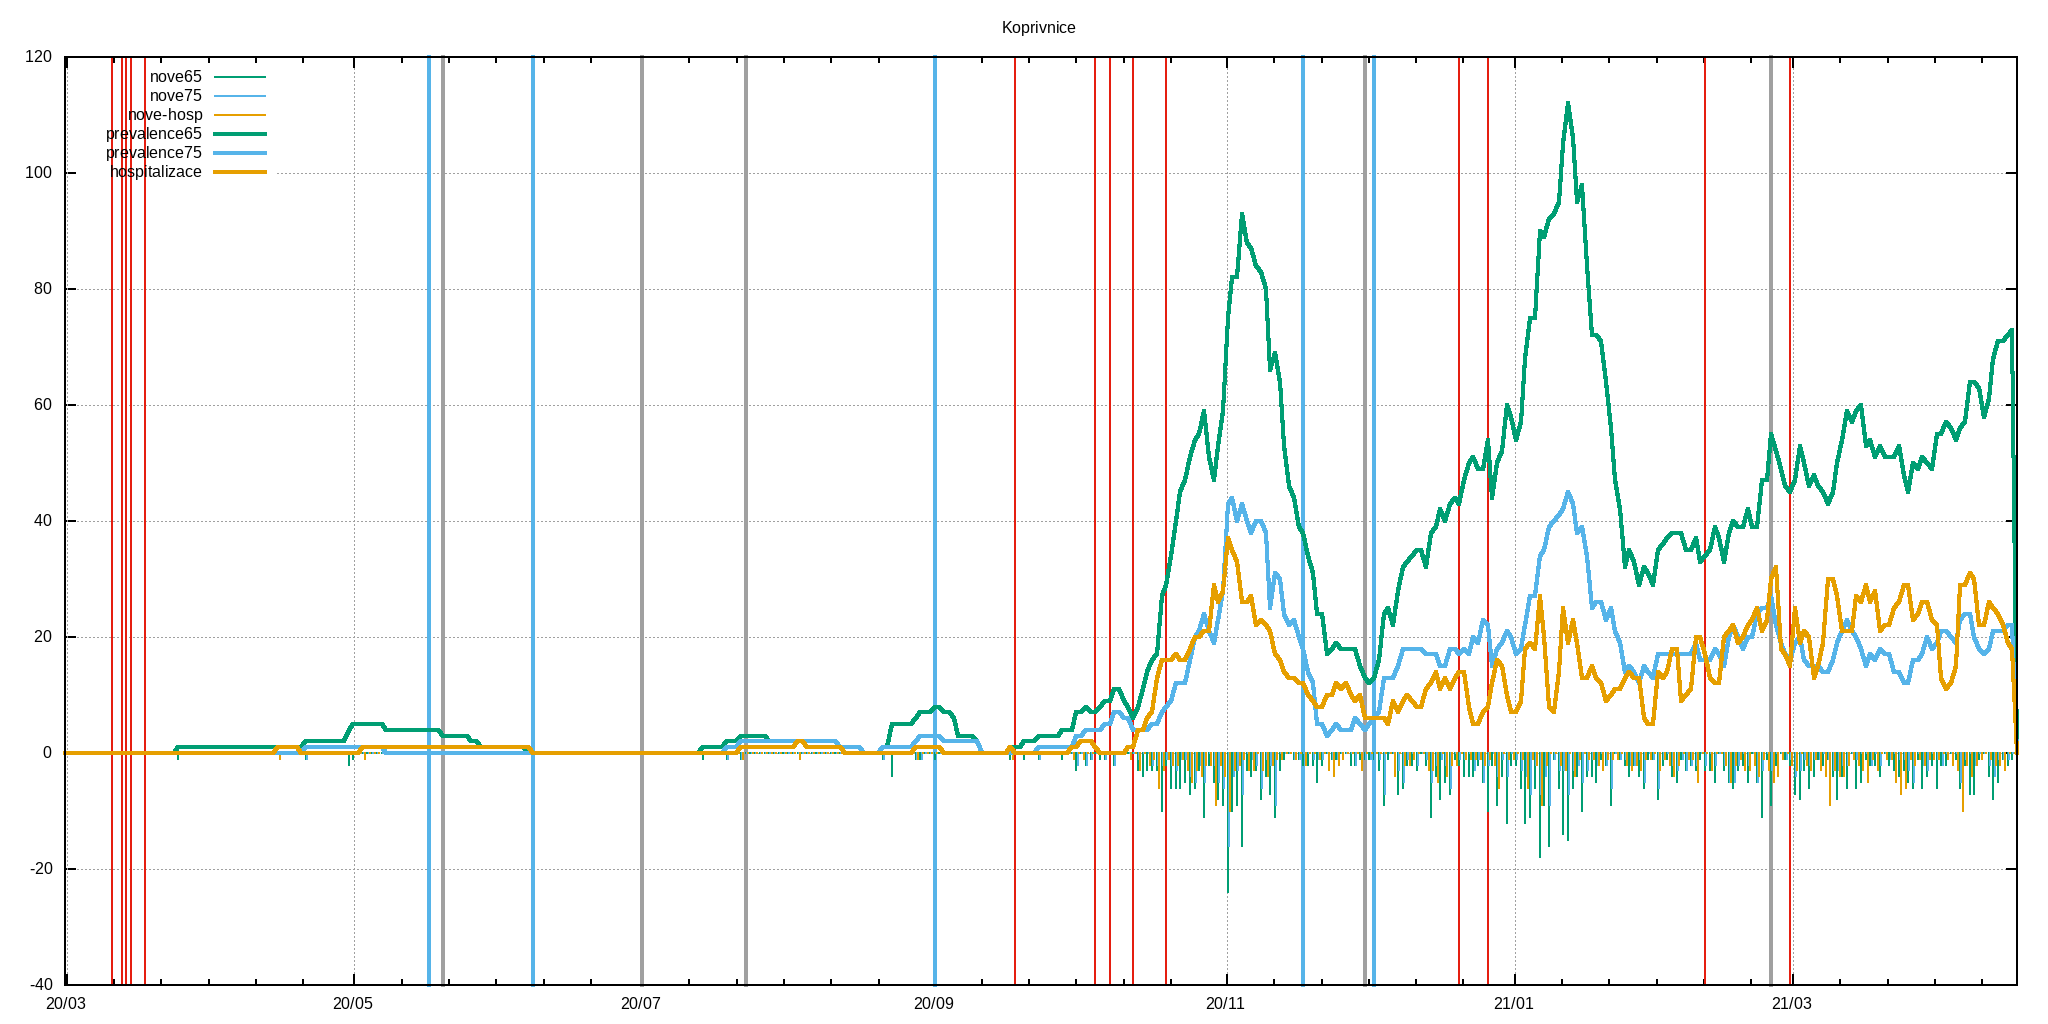 Koprivnice
120
100
80
60
40
20
0
-20
-40
nove65
nove75
nove-hosp
prevalence65
prevalence75
hospitalizace
20/03 20/05 20/07 20/09 20/11 21/01 21/03